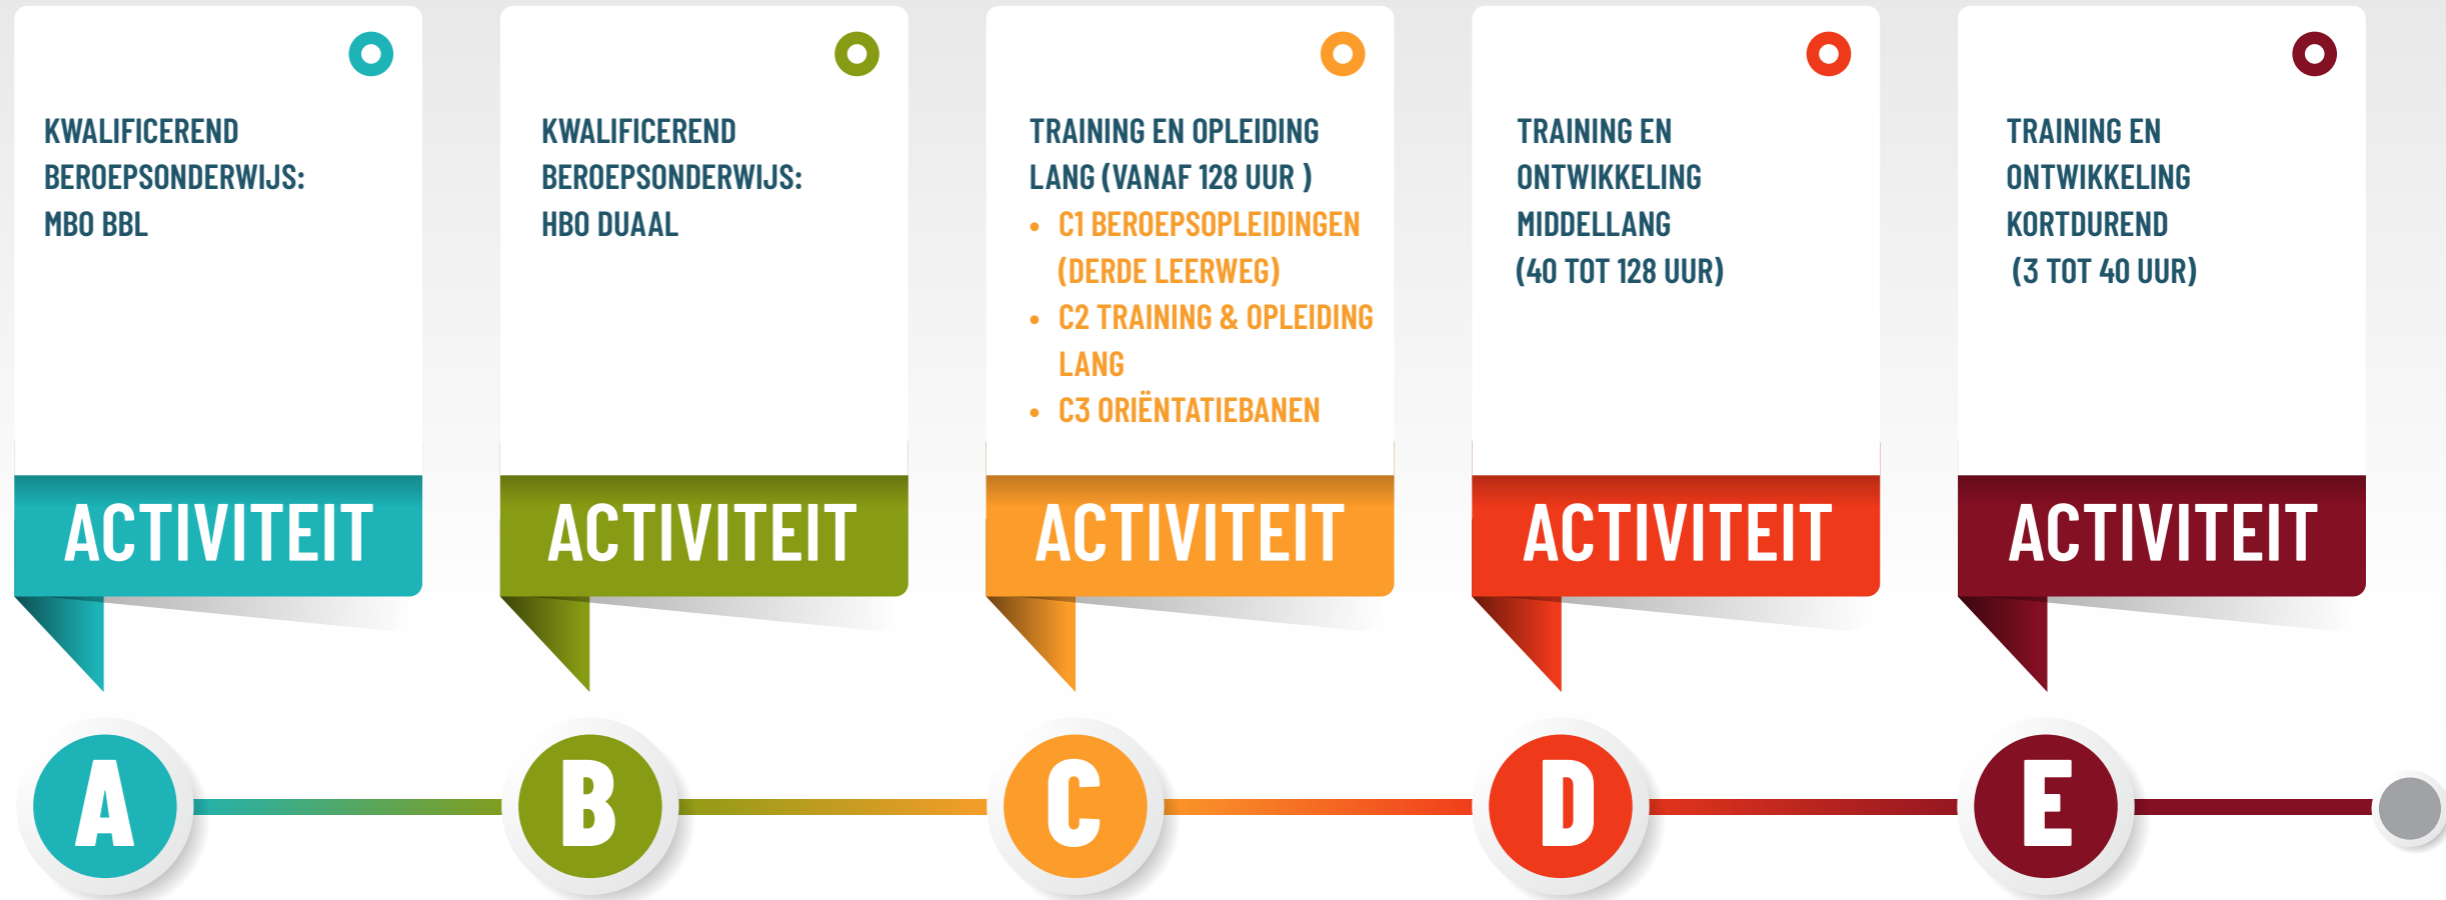 KWALIFICEREND
BEROEPSONDERWIJS:
MBO BBL
ACTIVITEIT
A
KWALIFICEREND
BEROEPSONDERWIJS:
HBO DUAAL
ACTIVITEIT
B
TRAINING EN OPLEIDING
LANG (VANAF 128 UUR )
• C1 BEROEPSOPLEIDINGEN
(DERDE LEERWEG)
• C2 TRAINING & OPLEIDING
LANG
• C3 ORIËNTATIEBANEN
ACTIVITEIT
C
TRAINING EN
ONTWIKKELING
MIDDELLANG
(40 TOT 128 UUR)
ACTIVITEIT
D
TRAINING EN
ONTWIKKELING
KORTDUREND
(3 TOT 40 UUR)
ACTIVITEIT
E